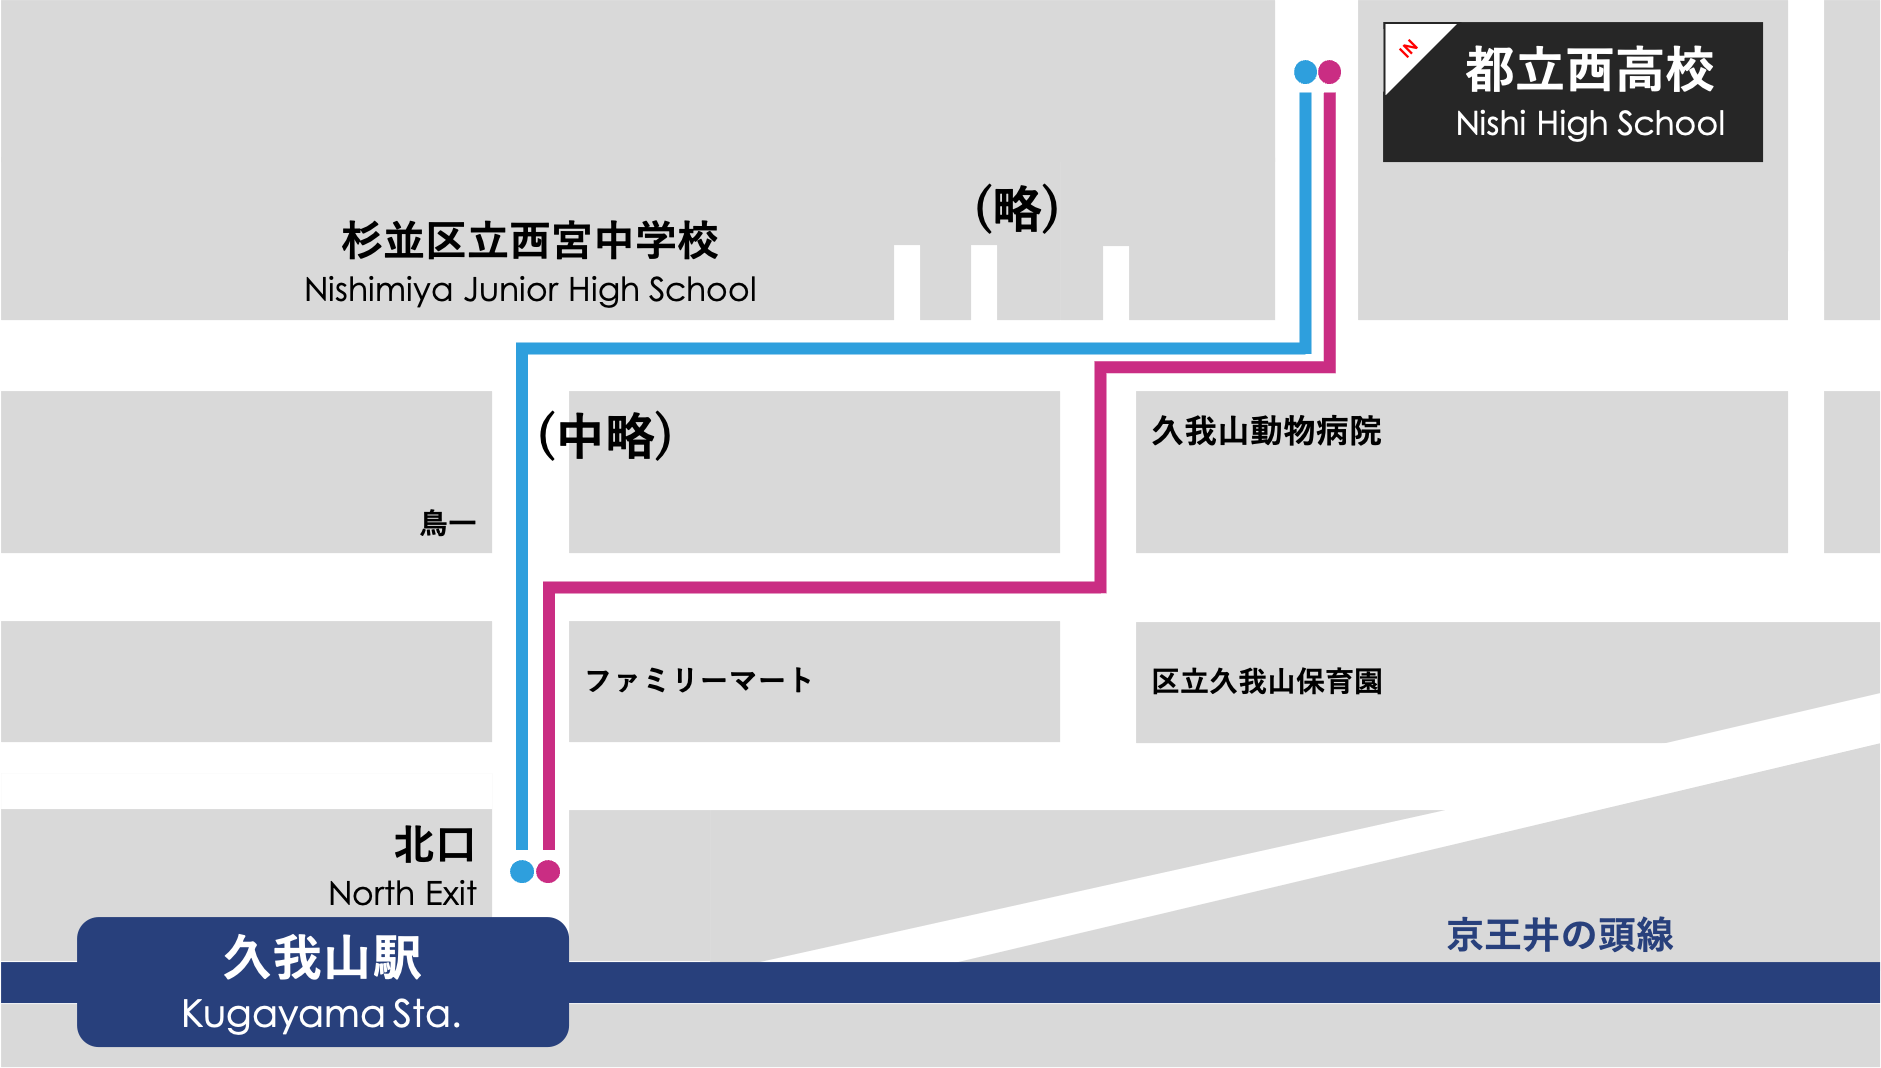 IN
都立西高校
Nishi High School
(略)
杉並区立西宮中学校
Nishimiya Junior High School
(中略)
久我山動物病院
鳥一
ファミリーマート
区立久我山保育園
北口
North Exit
京王井の頭線
久我山駅
Kugayama Sta.